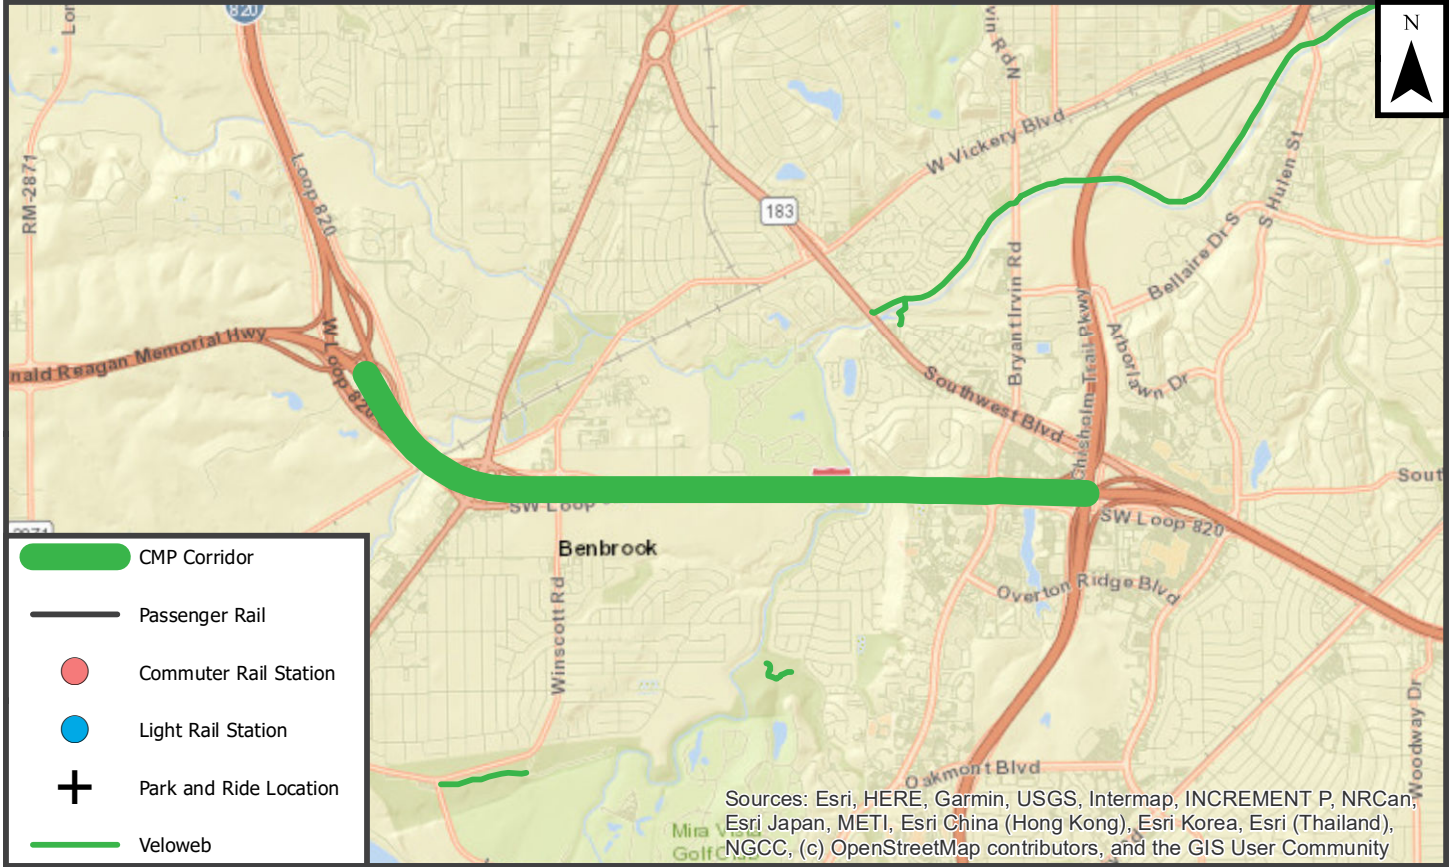 820
N
RM-2871
Loop 820
W Vickery Blvd
183
S Hulen St
Bellaire Dr S
Bryant Irvin Rd
nald Reagan Memorial Hwy
W Loop 820
Chisholm Trail Pkwy
Arborlawn Dr
Southwest Blvd
SW Loop
SW Loop 820
Sout
Benbrook
Winscott Rd
Overton Ridge Blvd
Oakmont Blvd
Woodway Dr
Mira Vista
Golf Club
CMP Corridor
Passenger Rail
Commuter Rail Station
Light Rail Station
Park and Ride Location
Veloweb
Sources: Esri, HERE, Garmin, USGS, Intermap, INCREMENT P, NRCan,
Esri Japan, METI, Esri China (Hong Kong), Esri Korea, Esri (Thailand),
NGCC, (c) OpenStreetMap contributors, and the GIS User Community